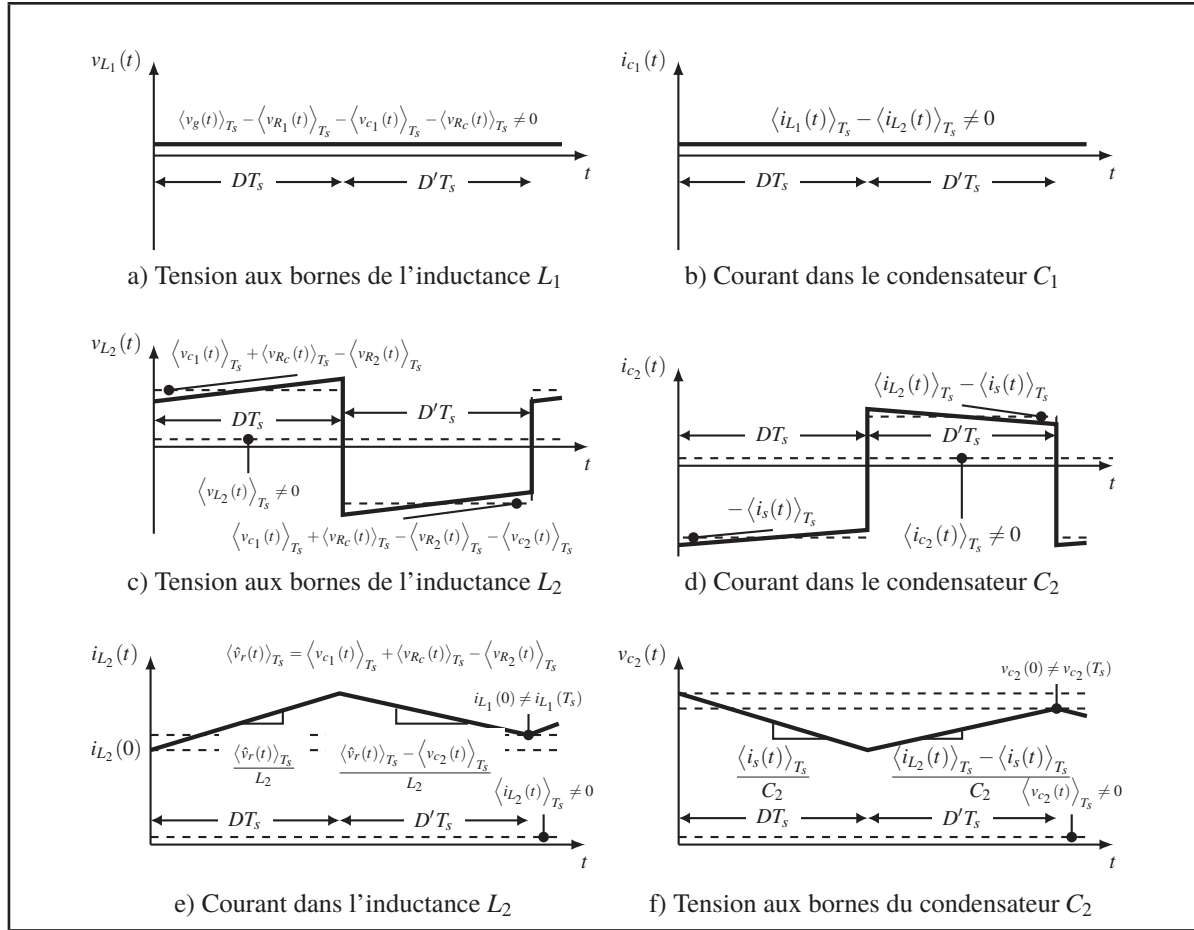 v_{L_1}(t)
⟨v_g(t)⟩_{T_s} − ⟨v_{R_1}(t)⟩_{T_s} − ⟨v_{c_1}(t)⟩_{T_s} − ⟨v_{R_c}(t)⟩_{T_s} ≠ 0
DT_s
D′T_s
t
a) Tension aux bornes de l’inductance L_1
i_{c_1}(t)
⟨i_{L_1}(t)⟩_{T_s} − ⟨i_{L_2}(t)⟩_{T_s} ≠ 0
DT_s
D′T_s
t
b) Courant dans le condensateur C_1
v_{L_2}(t)
⟨v_{c_1}(t)⟩_{T_s} + ⟨v_{R_c}(t)⟩_{T_s} − ⟨v_{R_2}(t)⟩_{T_s}
DT_s
D′T_s
t
⟨v_{L_2}(t)⟩_{T_s} ≠ 0
⟨v_{c_1}(t)⟩_{T_s} + ⟨v_{R_c}(t)⟩_{T_s} − ⟨v_{R_2}(t)⟩_{T_s} − ⟨v_{c_2}(t)⟩_{T_s}
c) Tension aux bornes de l’inductance L_2
i_{c_2}(t)
⟨i_{L_2}(t)⟩_{T_s} − ⟨i_s(t)⟩_{T_s}
DT_s
D′T_s
t
− ⟨i_s(t)⟩_{T_s}
⟨i_{c_2}(t)⟩_{T_s} ≠ 0
d) Courant dans le condensateur C_2
i_{L_2}(t)
⟨v̂_r(t)⟩_{T_s} = ⟨v_{c_1}(t)⟩_{T_s} + ⟨v_{R_c}(t)⟩_{T_s} − ⟨v_{R_2}(t)⟩_{T_s}
i_{L_1}(0) ≠ i_{L_1}(T_s)
i_{L_2}(0)
⟨v̂_r(t)⟩_{T_s}
L_2
⟨v̂_r(t)⟩_{T_s} − ⟨v_{c_2}(t)⟩_{T_s}
L_2
⟨i_{L_2}(t)⟩_{T_s} ≠ 0
DT_s
D′T_s
t
e) Courant dans l’inductance L_2
v_{c_2}(t)
v_{c_2}(0) ≠ v_{c_2}(T_s)
⟨i_s(t)⟩_{T_s}
C_2
⟨i_{L_2}(t)⟩_{T_s} − ⟨i_s(t)⟩_{T_s}
C_2
⟨v_{c_2}(t)⟩_{T_s} ≠ 0
DT_s
D′T_s
t
f) Tension aux bornes du condensateur C_2